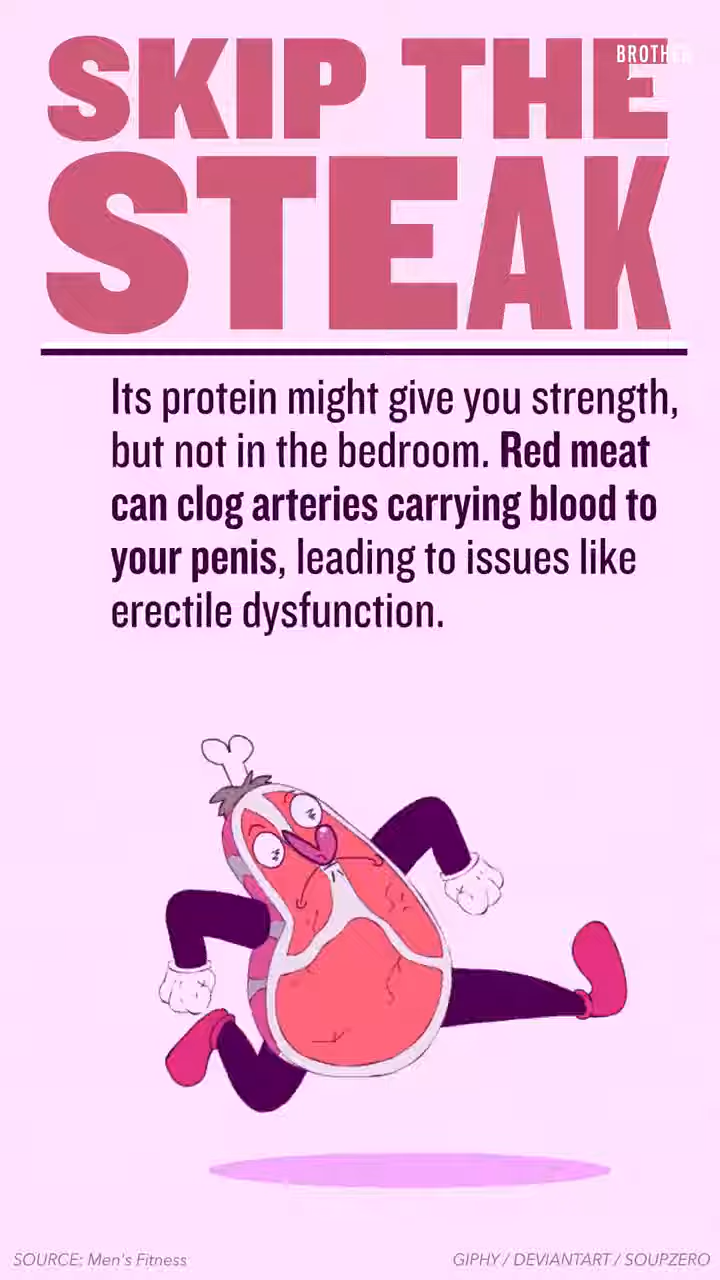 SKIP THE
BROTHER
STEAK
Its protein might give you strength,
but not in the bedroom. Red meat
can clog arteries carrying blood to
your penis, leading to issues like
erectile dysfunction.
SOURCE: Men's Fitness
GIPHY / DEVIANTART / SOUPZERO